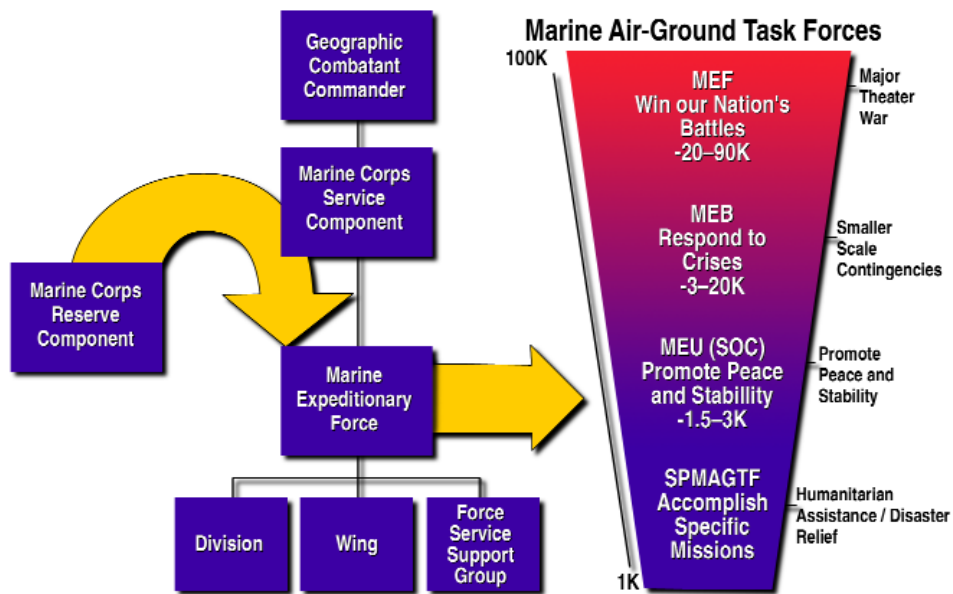 Geographic
Combatant
Commander
Marine Corps
Service
Component
Marine Corps
Reserve
Component
Marine
Expeditionary
Force
Division
Wing
Force
Service
Support
Group
Marine Air-Ground Task Forces
100K
MEF
Win our Nation's
Battles
-20–90K
Major
Theater
War
MEB
Respond to
Crises
-3–20K
Smaller
Scale
Contingencies
MEU (SOC)
Promote Peace
and Stabillity
-1.5–3K
Promote
Peace and
Stability
SPMAGTF
Accomplish
Specific
Missions
Humanitarian
Assistance / Disaster
Relief
1K